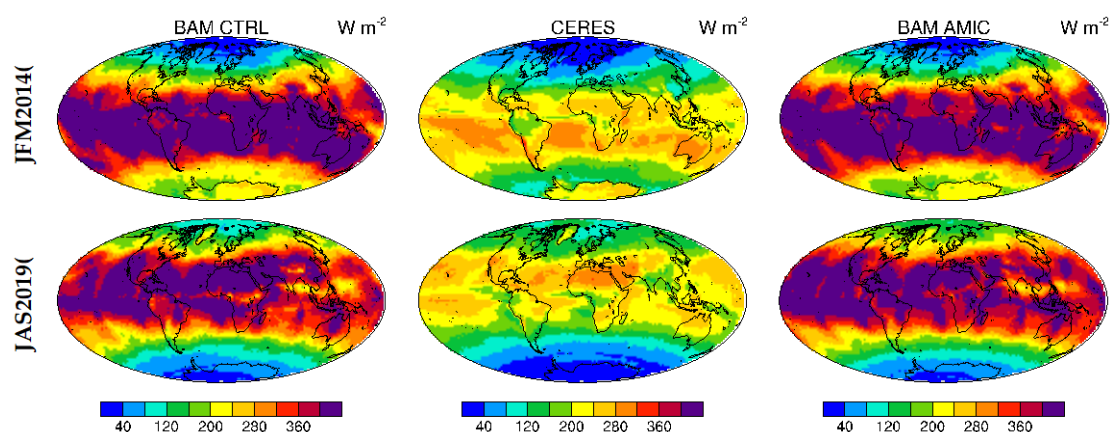 BAM CTRL W m-2 CERES W m-2 BAM AMIC W m-2
JFM2014(
JAS2019(
40 120 200 280 360 40 120 200 280 360 40 120 200 280 360